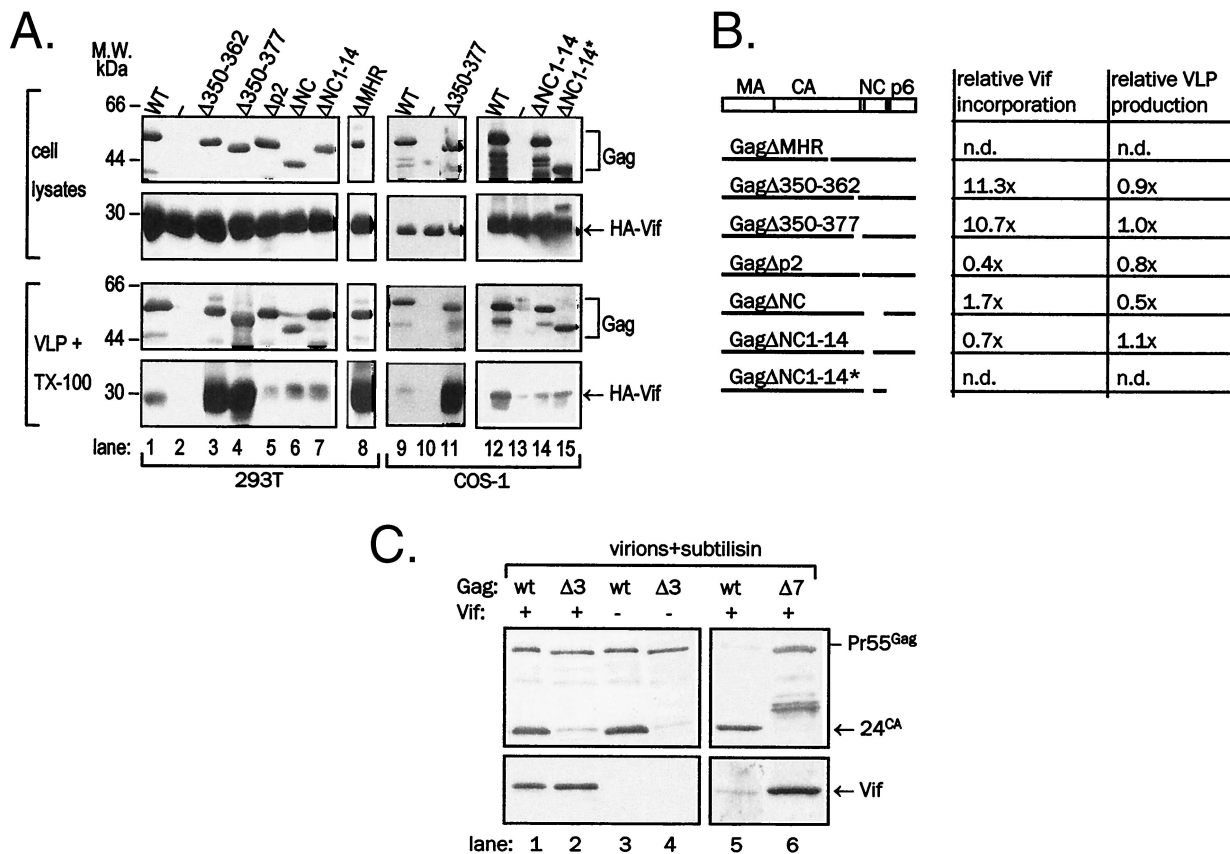 A.
M.W.
kDa
WT
–
Δ350-362
Δ350-377
Δp2
ΔNC
ΔNC1-14
ΔMHR
WT
–
Δ350-377
WT
–
ΔNC1-14
ΔNC1-14*
66
44
30
66
44
30
cell
lysates
VLP +
TX-100
Gag
← HA-Vif
Gag
← HA-Vif
lane: 1 2 3 4 5 6 7 8 9 10 11 12 13 14 15
293T COS-1
B.
MA CA NC p6
relative Vif
incorporation
relative VLP
production
GagΔMHR n.d. n.d.
GagΔ350-362 11.3x 0.9x
GagΔ350-377 10.7x 1.0x
GagΔp2 0.4x 0.8x
GagΔNC 1.7x 0.5x
GagΔNC1-14 0.7x 1.1x
GagΔNC1-14* n.d. n.d.
C.
virions+subtilisin
Gag: wt Δ3 wt Δ3 wt Δ7
Vif: + + - - + +
Pr55Gag
← 24CA
← Vif
lane: 1 2 3 4 5 6